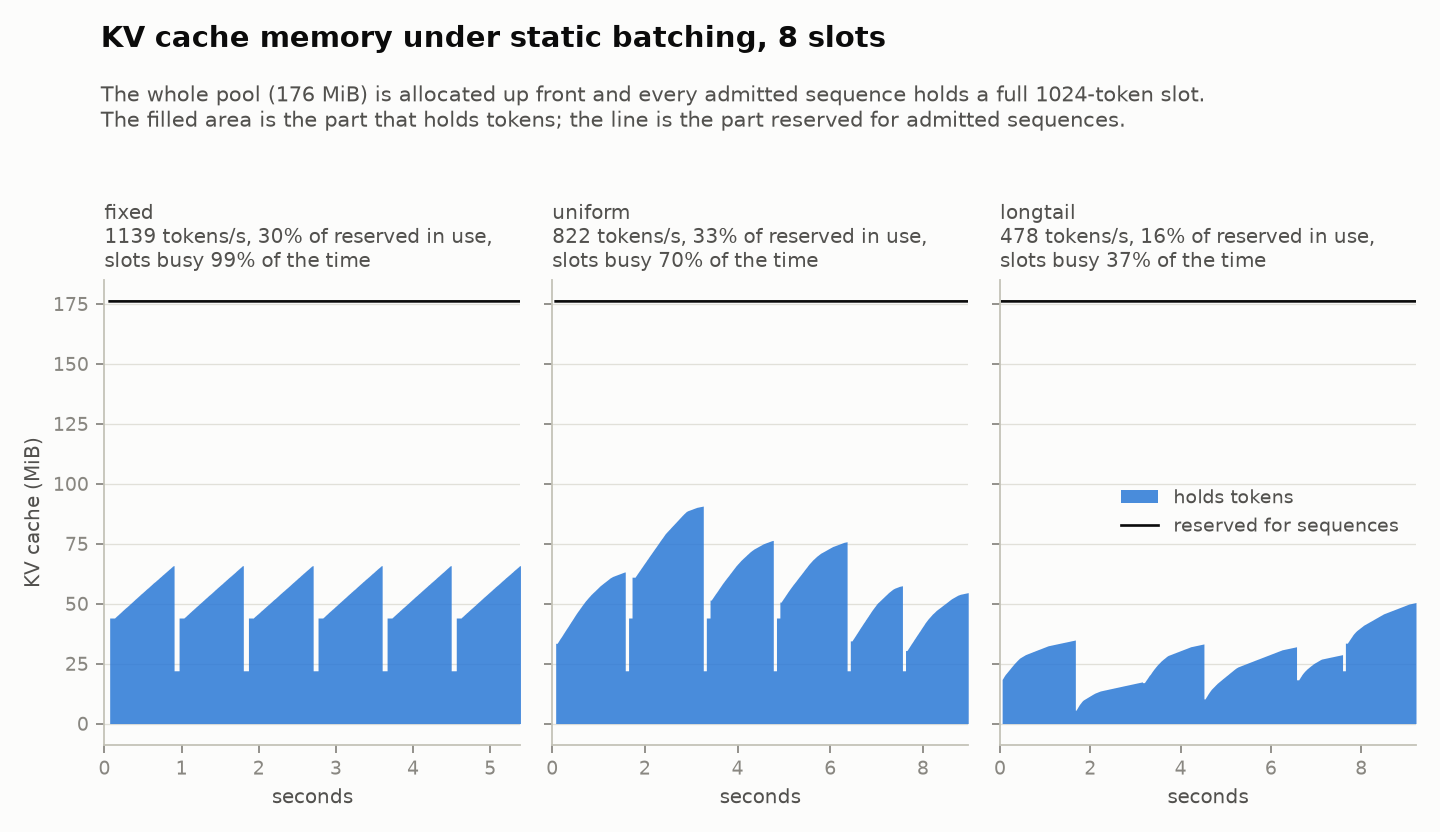 KV cache memory under static batching, 8 slots
The whole pool (176 MiB) is allocated up front and every admitted sequence holds a full 1024-token slot.
The filled area is the part that holds tokens; the line is the part reserved for admitted sequences.
fixed
1139 tokens/s, 30% of reserved in use,
slots busy 99% of the time
uniform
822 tokens/s, 33% of reserved in use,
slots busy 70% of the time
longtail
478 tokens/s, 16% of reserved in use,
slots busy 37% of the time
KV cache (MiB)
175
150
125
100
75
50
25
0
holds tokens
reserved for sequences
0 1 2 3 4 5
seconds
0 2 4 6 8
seconds
0 2 4 6 8
seconds